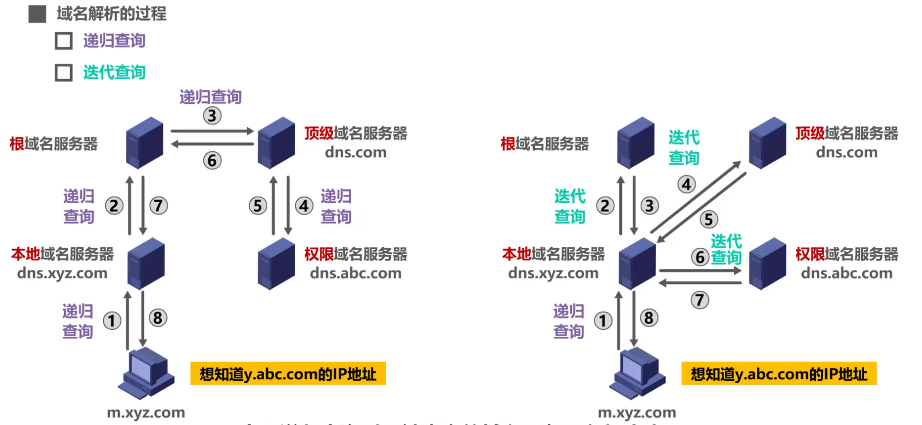 域名解析的过程
递归查询
迭代查询
递归查询
③
根域名服务器
⑥
顶级域名服务器
dns.com
递归
查询
②
⑦
⑤
④
递归
查询
本地域名服务器
dns.xyz.com
权限域名服务器
dns.abc.com
递归
查询
①
⑧
想知道y.abc.com的IP地址
m.xyz.com
根域名服务器
迭代
查询
顶级域名服务器
dns.com
迭代
查询
②
③
④
⑤
本地域名服务器
dns.xyz.com
⑥
迭代
查询
⑦
权限域名服务器
dns.abc.com
递归
查询
①
⑧
想知道y.abc.com的IP地址
m.xyz.com